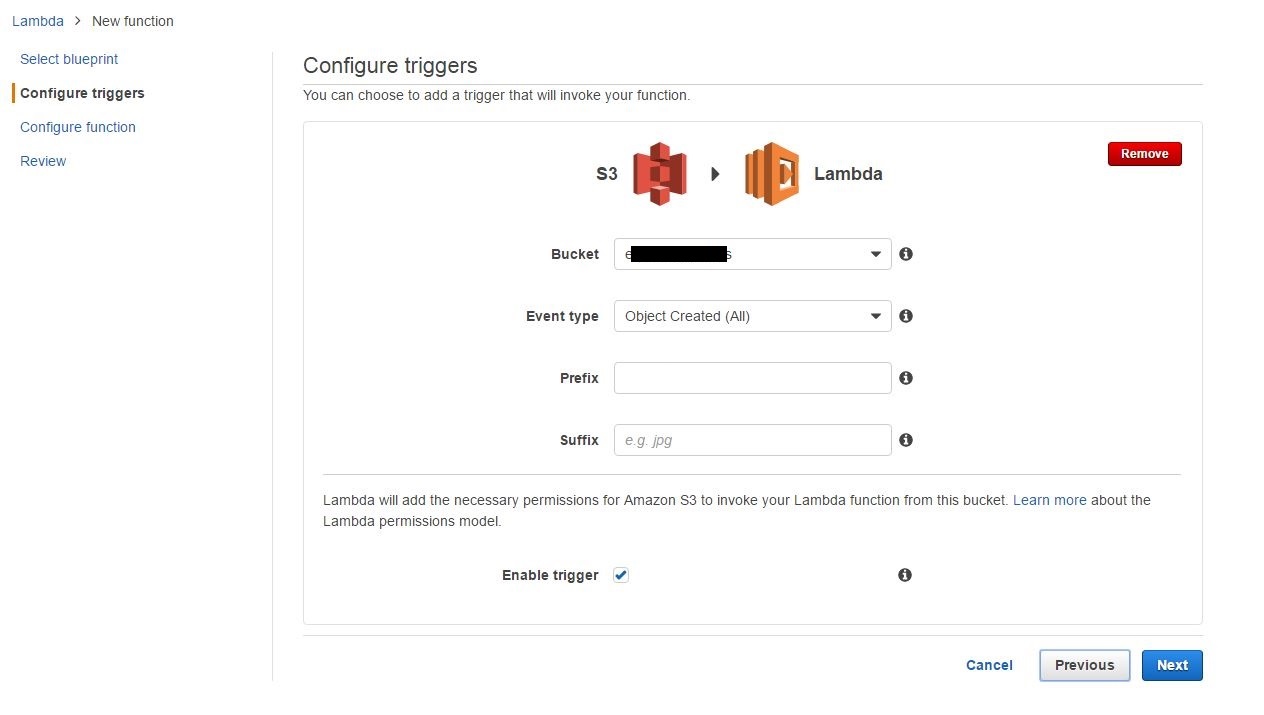 Lambda > New function
Select blueprint
Configure triggers
Configure function
Review
Configure triggers
You can choose to add a trigger that will invoke your function.
S3
Lambda
Remove
Bucket
Event type Object Created (All)
Prefix
Suffix e.g. jpg
Lambda will add the necessary permissions for Amazon S3 to invoke your Lambda function from this bucket. Learn more about the
Lambda permissions model.
Enable trigger
Cancel Previous Next